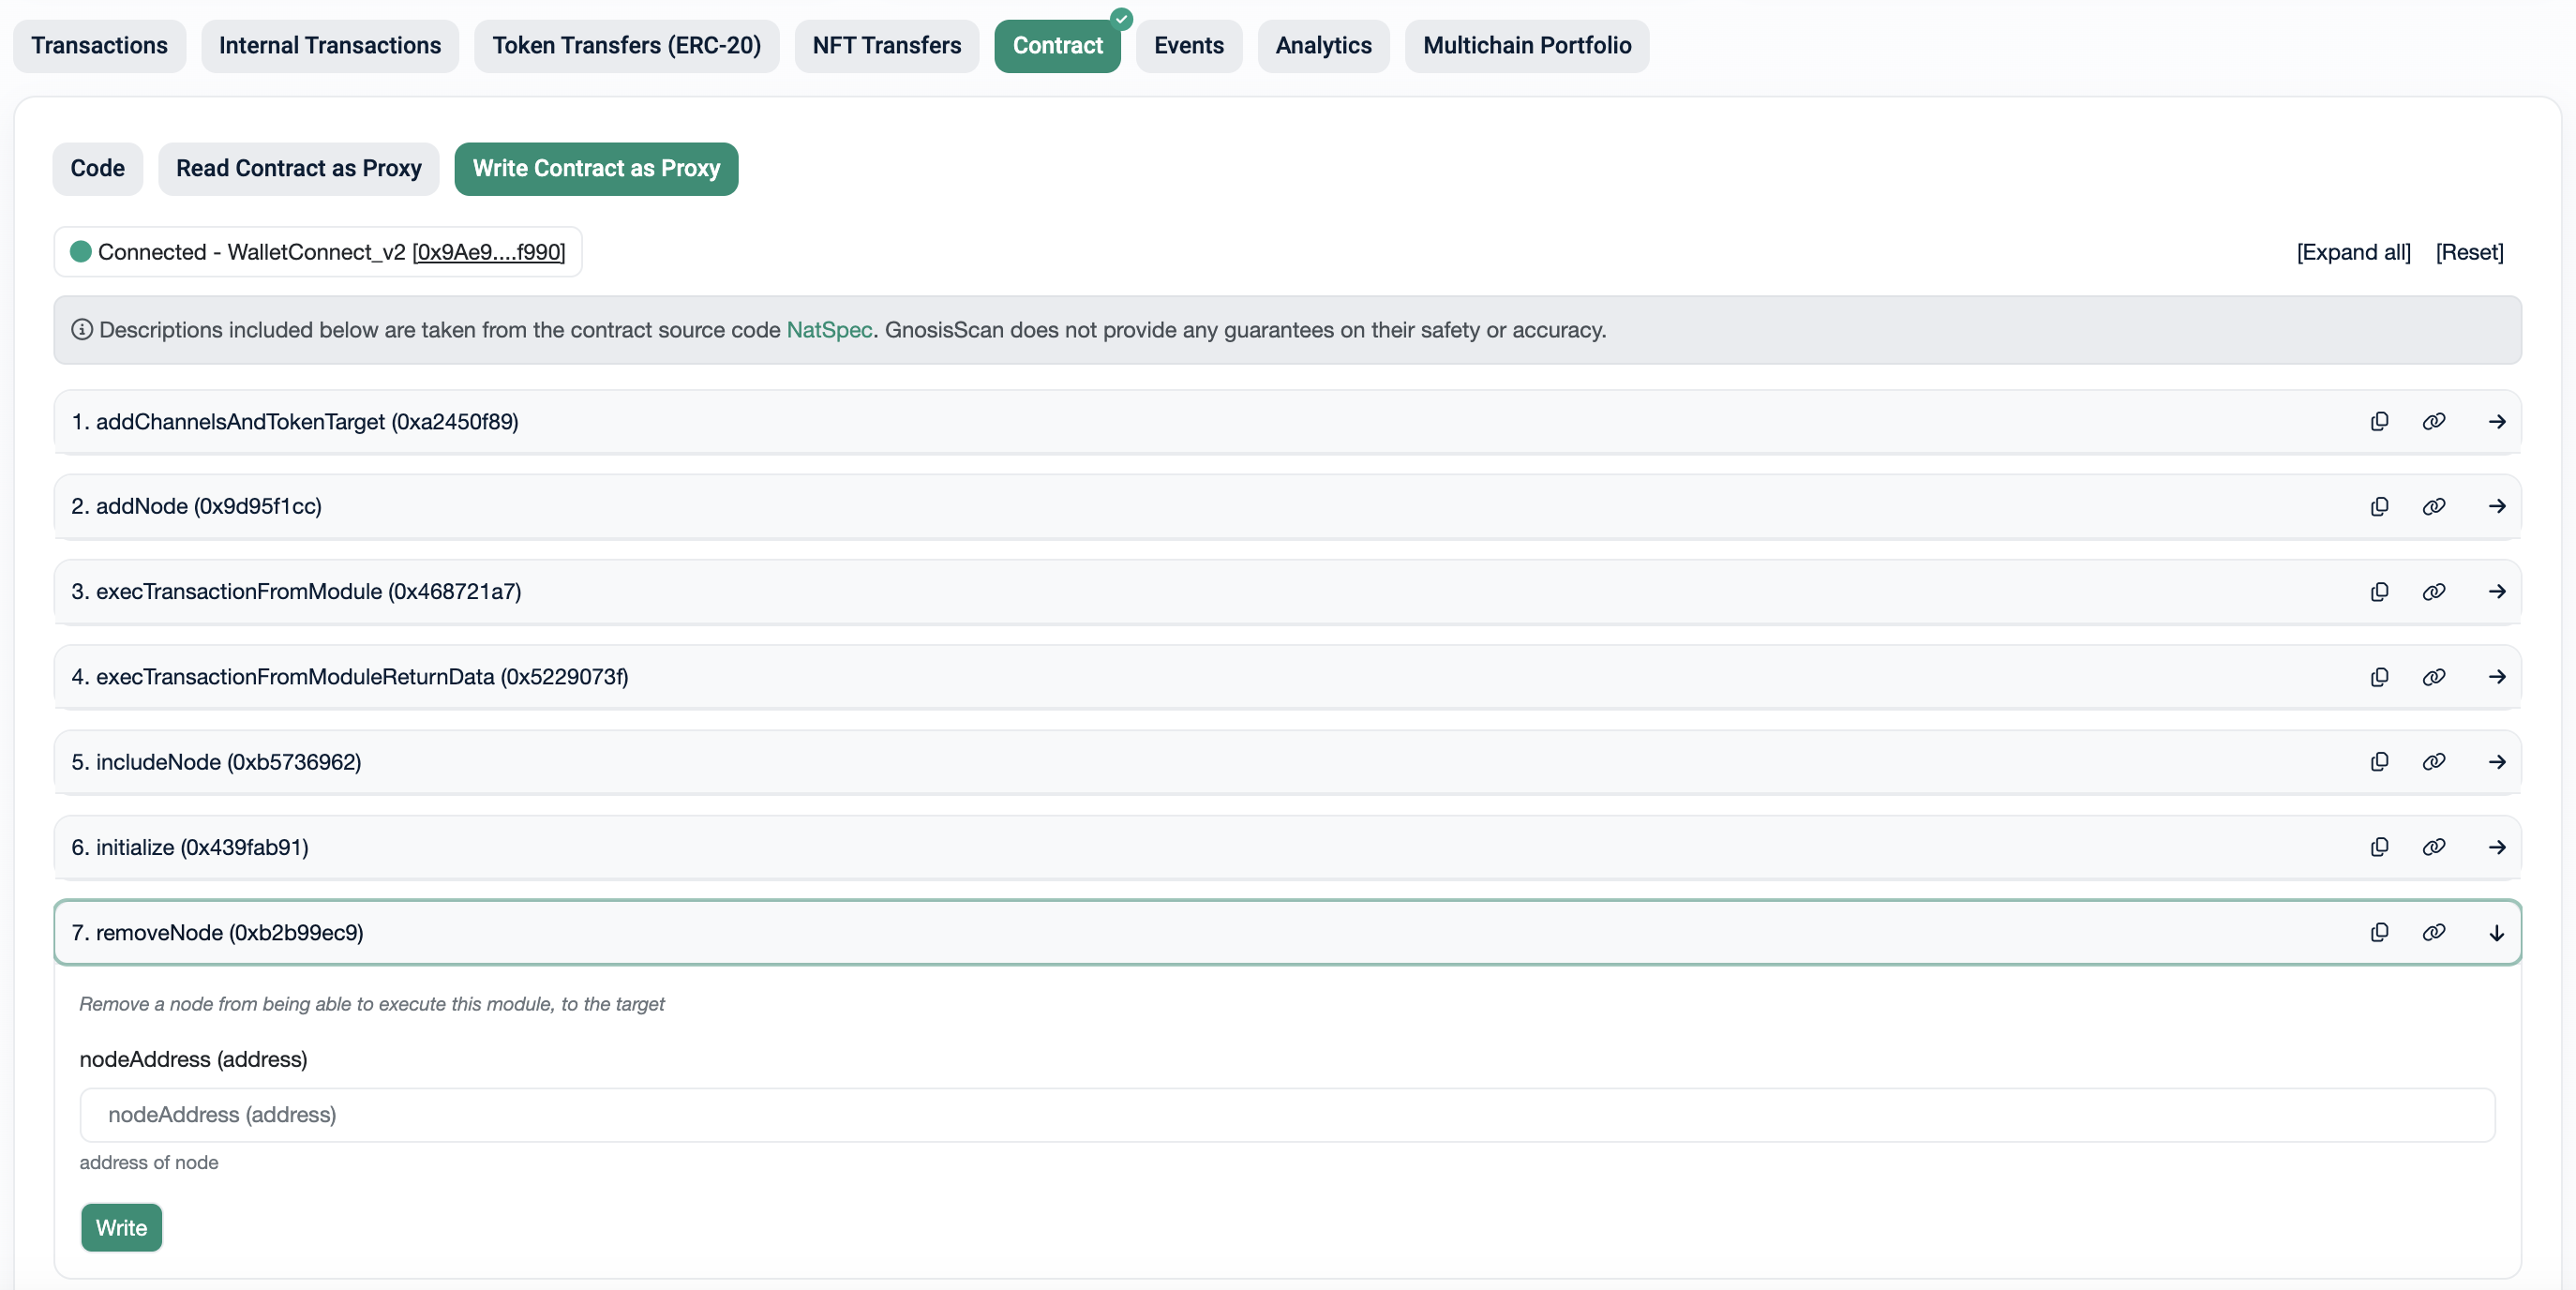 Transactions Internal Transactions Token Transfers (ERC-20) NFT Transfers Contract Events Analytics Multichain Portfolio
Code Read Contract as Proxy Write Contract as Proxy
Connected - WalletConnect_v2 [0x9Ae9....f990] [Expand all] [Reset]
Descriptions included below are taken from the contract source code NatSpec. GnosisScan does not provide any guarantees on their safety or accuracy.
1. addChannelsAndTokenTarget (0xa2450f89)
2. addNode (0x9d95f1cc)
3. execTransactionFromModule (0x468721a7)
4. execTransactionFromModuleReturnData (0x5229073f)
5. includeNode (0xb5736962)
6. initialize (0x439fab91)
7. removeNode (0xb2b99ec9)
Remove a node from being able to execute this module, to the target
nodeAddress (address)
nodeAddress (address)
address of node
Write